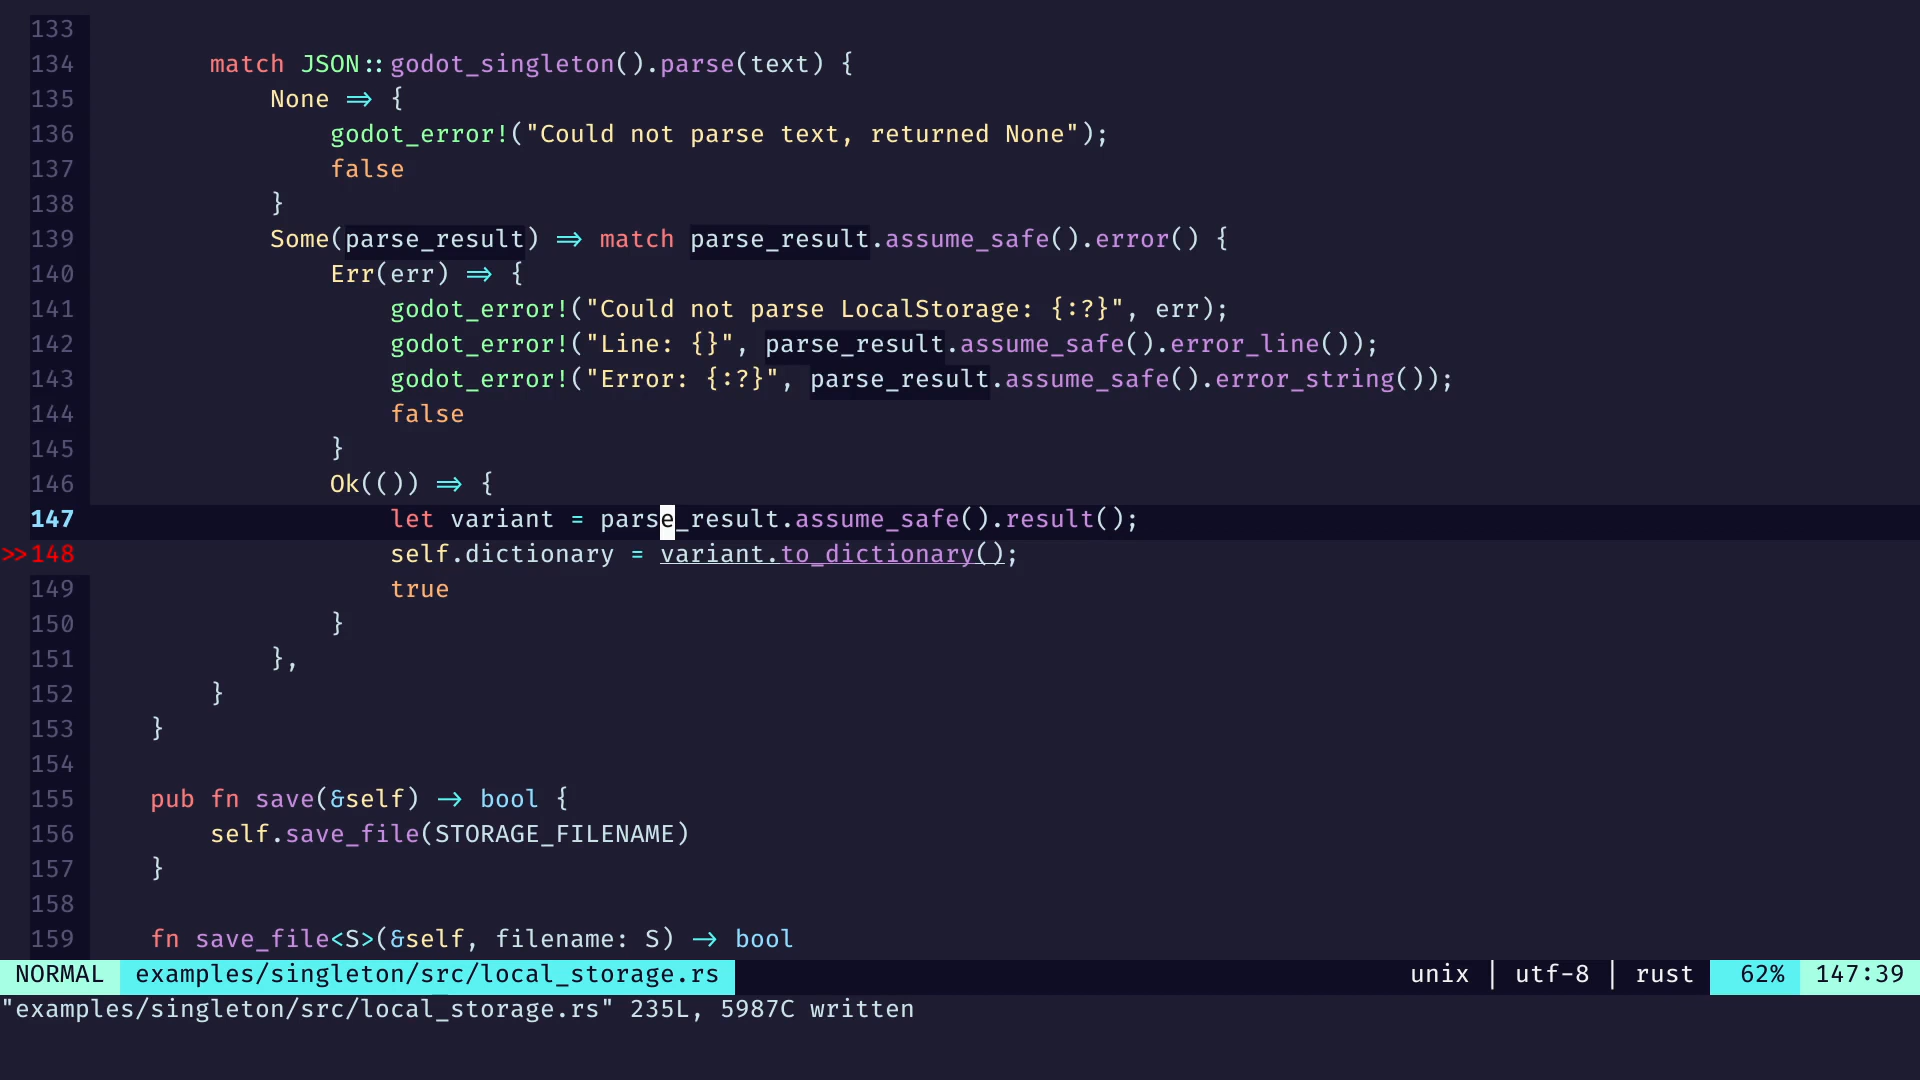 133
134         match JSON::godot_singleton().parse(text) {
135             None => {
136                 godot_error!("Could not parse text, returned None");
137                 false
138             }
139             Some(parse_result) => match parse_result.assume_safe().error() {
140                 Err(err) => {
141                     godot_error!("Could not parse LocalStorage: {:?}", err);
142                     godot_error!("Line: {}", parse_result.assume_safe().error_line());
143                     godot_error!("Error: {:?}", parse_result.assume_safe().error_string());
144                     false
145                 }
146                 Ok(()) => {
147                     let variant = parse_result.assume_safe().result();
>>148                     self.dictionary = variant.to_dictionary();
149                     true
150                 }
151             },
152         }
153     }
154
155     pub fn save(&self) -> bool {
156         self.save_file(STORAGE_FILENAME)
157     }
158
159     fn save_file<S>(&self, filename: S) -> bool
NORMAL examples/singleton/src/local_storage.rs unix | utf-8 | rust 62% 147:39
"examples/singleton/src/local_storage.rs" 235L, 5987C written